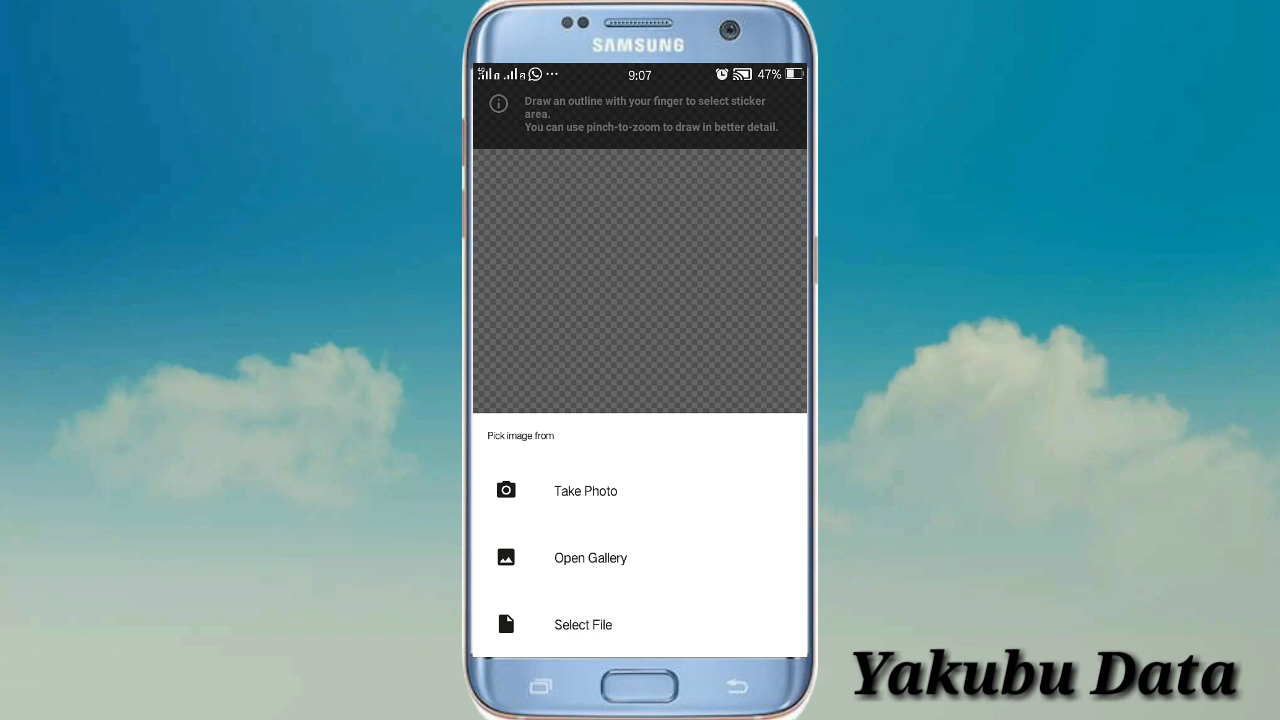 SAMSUNG
9:07
47%
Draw an outline with your finger to select sticker
area.
You can use pinch-to-zoom to draw in better detail.
Pick image from
Take Photo
Open Gallery
Select File
Yakubu Data